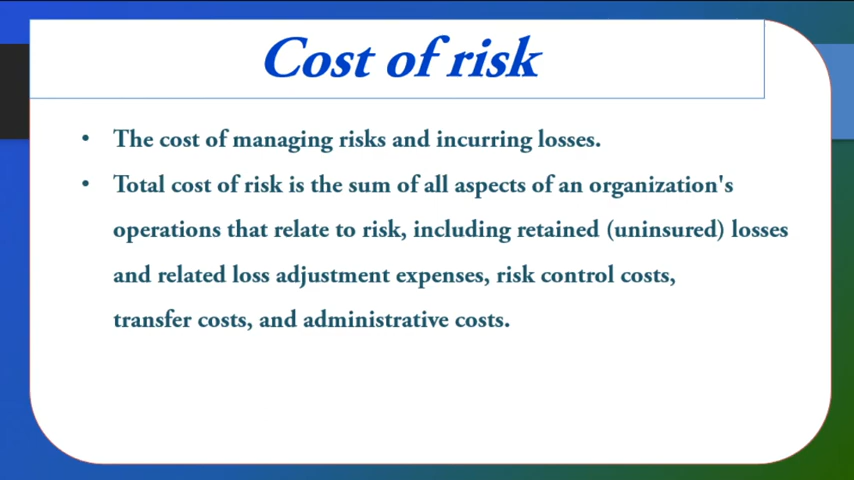 Cost of risk
• The cost of managing risks and incurring losses.
• Total cost of risk is the sum of all aspects of an organization's
operations that relate to risk, including retained (uninsured) losses
and related loss adjustment expenses, risk control costs,
transfer costs, and administrative costs.